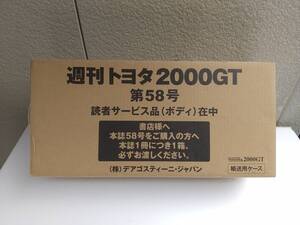 週刊トヨタ2000GT
第58号
読者サービス品（ボディ）在中
書店様へ
本誌58号をご購入の方へ
本誌1冊につき1箱、
必ずお渡しください。
(株)デアゴスティーニ・ジャパン
2000GT
輸送用ケース